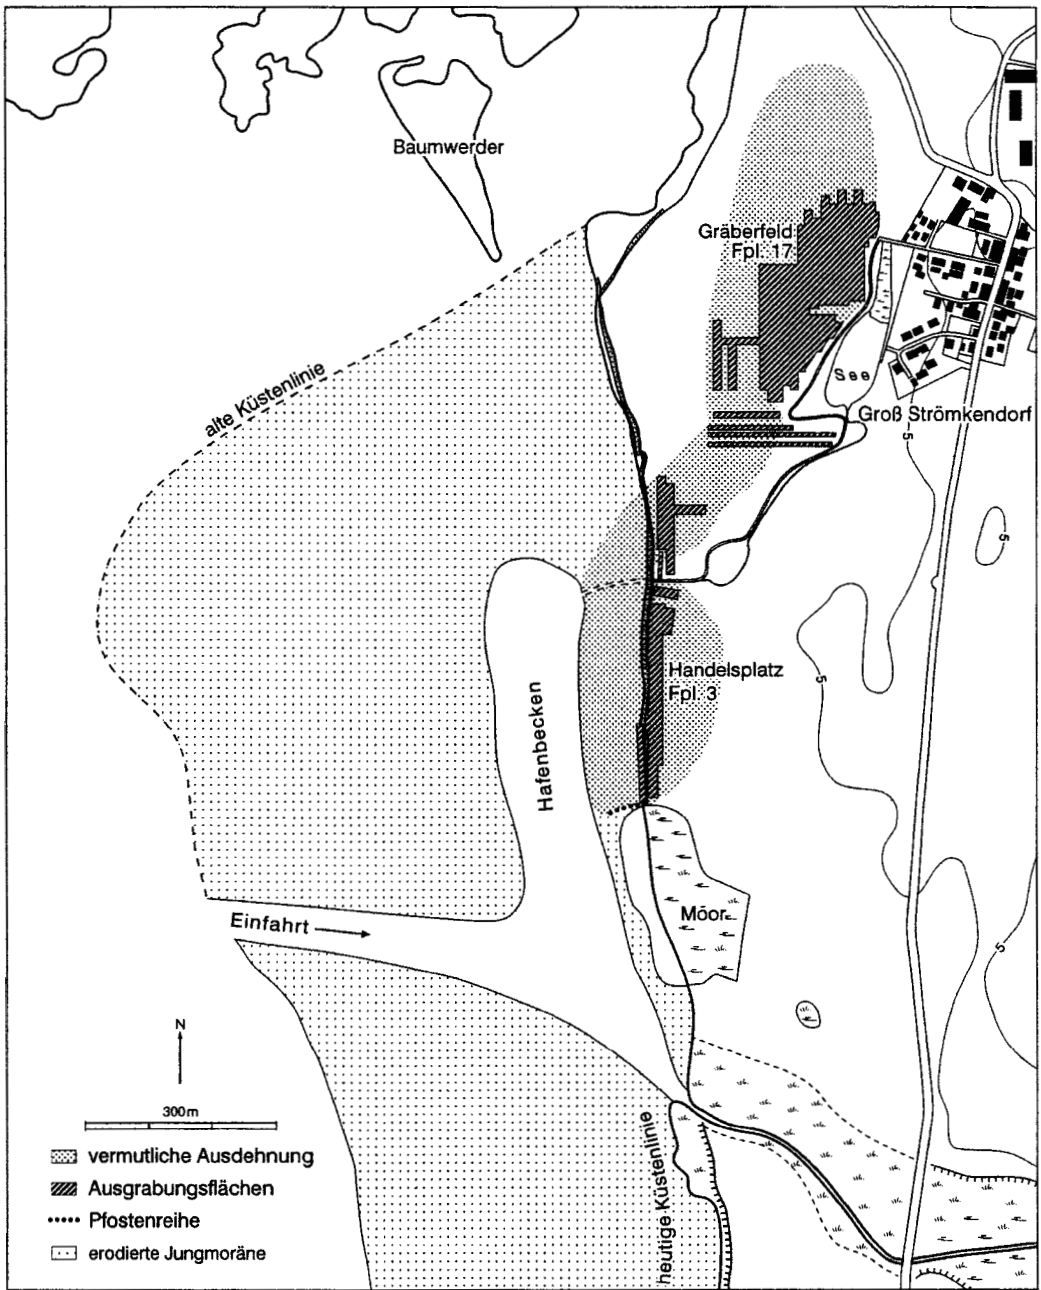 Baumwerder
Gräberfeld
Fpl. 17
alte Küstenlinie
See
Groß Strömkendorf
5
5
Handelsplatz
Fpl. 3
5
Hafenbecken
Moor
Einfahrt
5
N
300m
heutige Küstenlinie
vermutliche Ausdehnung
Ausgrabungsflächen
Pfostenreihe
erodierte Jungmoräne